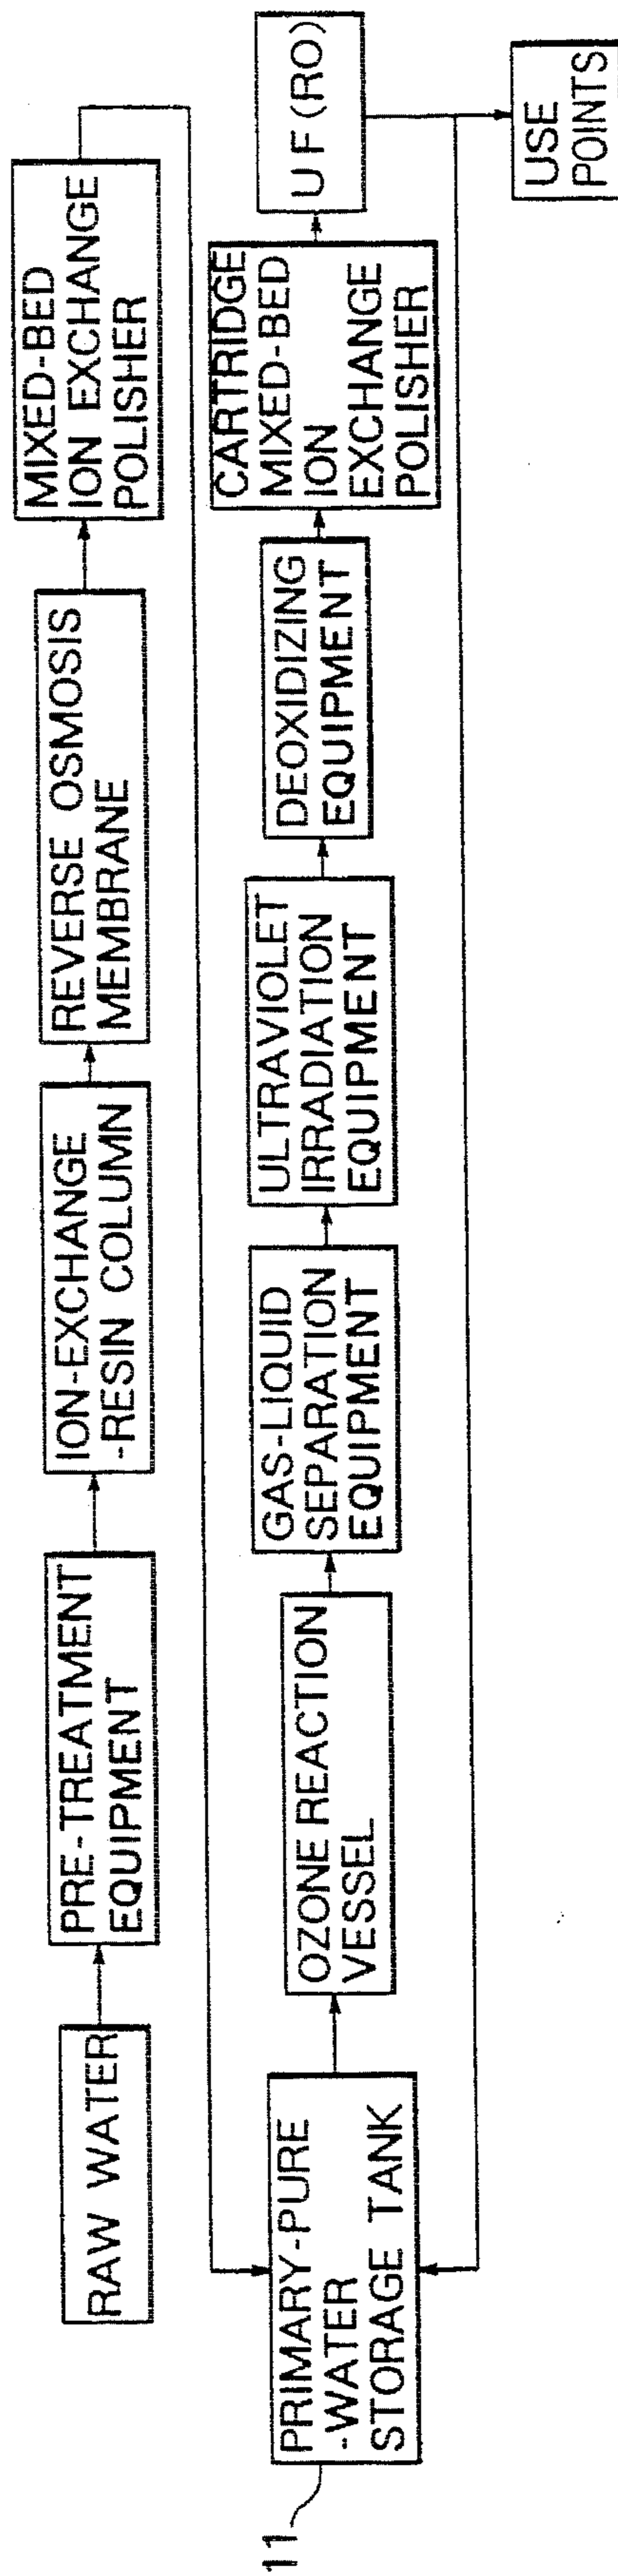 RAW WATER
PRE-TREATMENT
EQUIPMENT
ION-EXCHANGE
-RESIN COLUMN
REVERSE OSMOSIS
MEMBRANE
MIXED-BED
ION EXCHANGE
POLISHER
11
PRIMARY-PURE
-WATER
STORAGE TANK
OZONE REACTION
VESSEL
GAS-LIQUID
SEPARATION
EQUIPMENT
ULTRAVIOLET
IRRADIATION
EQUIPMENT
DEOXIDIZING
EQUIPMENT
CARTRIDGE
MIXED-BED
ION
EXCHANGE
POLISHER
UF (RO)
USE
POINTS